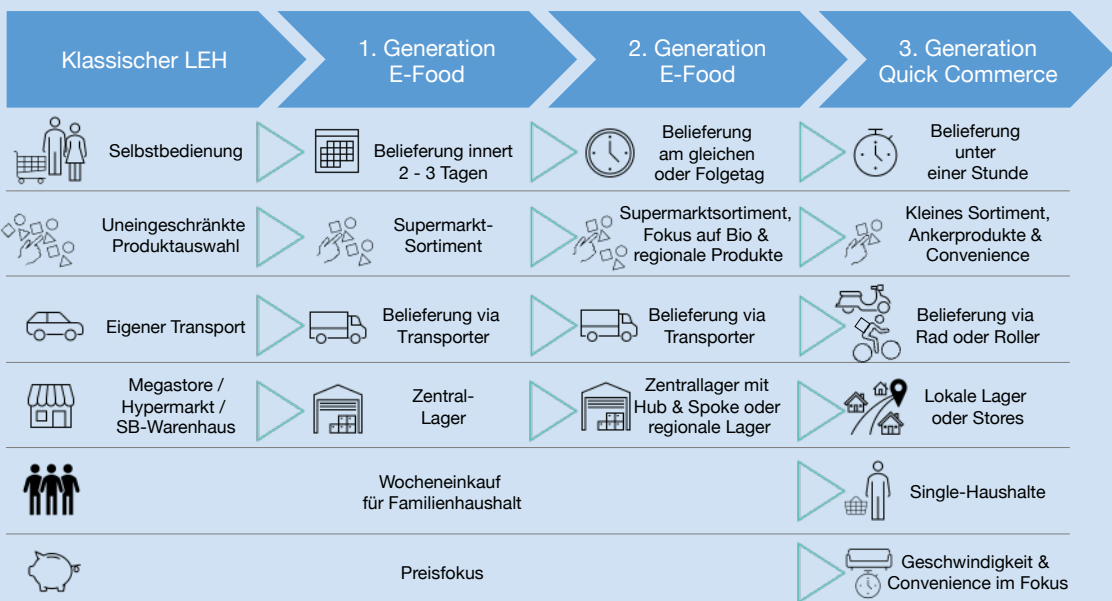 Klassischer LEH
1. Generation
E-Food
2. Generation
E-Food
3. Generation
Quick Commerce
Selbstbedienung
Belieferung innert
2 - 3 Tagen
Belieferung
am gleichen
oder Folgetag
Belieferung
unter
einer Stunde
Uneingeschränkte
Produktauswahl
Supermarkt-
Sortiment
Supermarktsortiment,
Fokus auf Bio &
regionale Produkte
Kleines Sortiment,
Ankerprodukte &
Convenience
Eigener Transport
Belieferung via
Transporter
Belieferung via
Transporter
Belieferung via
Rad oder Roller
Megastore /
Hypermarkt /
SB-Warenhaus
Zentral-
Lager
Zentrallager mit
Hub & Spoke oder
regionale Lager
Lokale Lager
oder Stores
Wocheneinkauf
für Familienhaushalt
Single-Haushalte
Preisfokus
Geschwindigkeit &
Convenience im Fokus